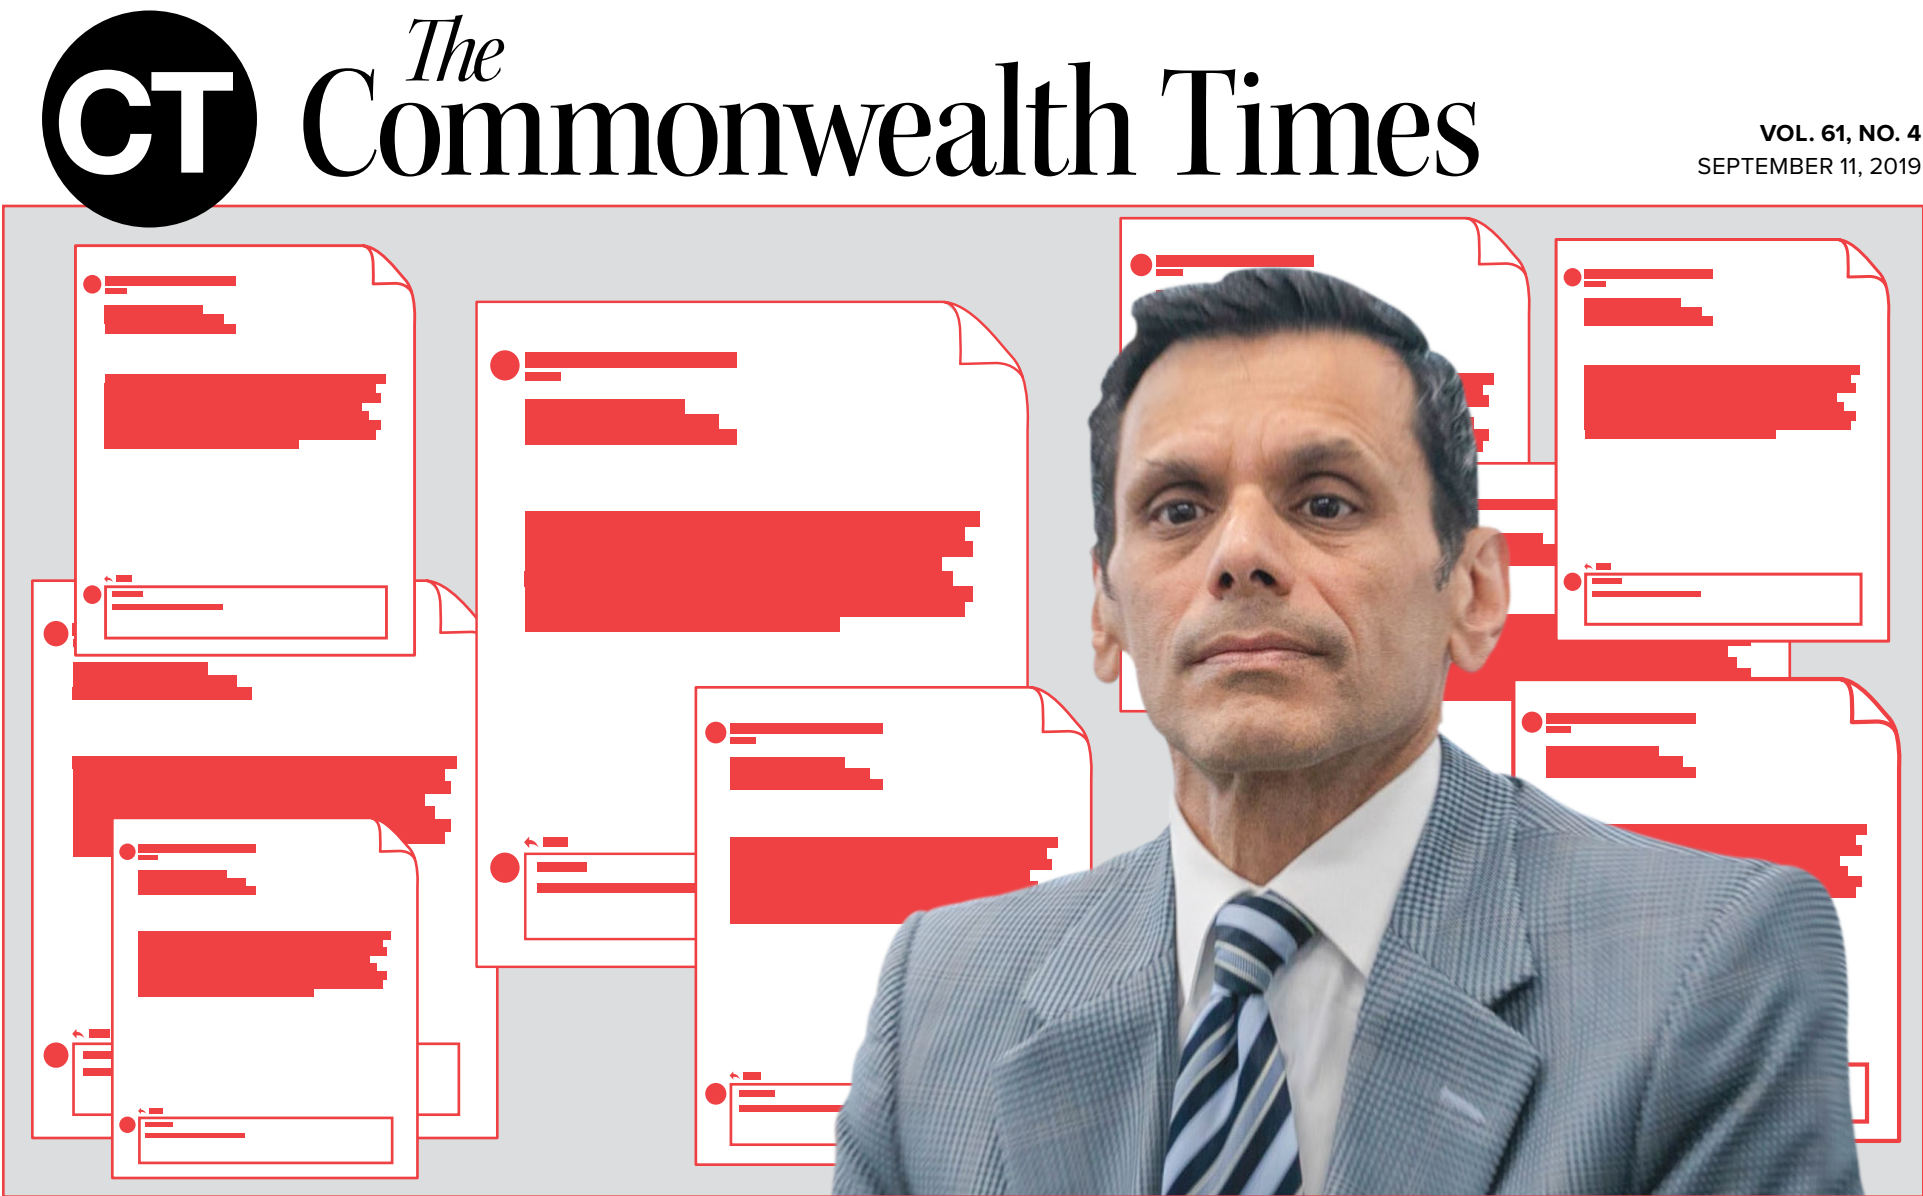 CT
The
Commonwealth Times
VOL. 61, NO. 4
SEPTEMBER 11, 2019